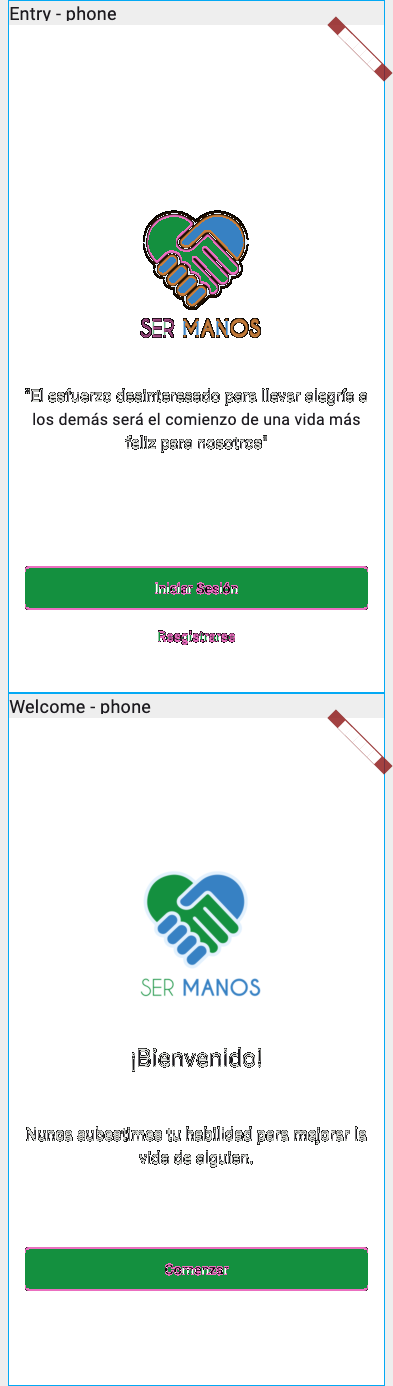 Entry - phone
SER MANOS
"El esfuerzo desinteresado para llevar alegría a
los demás será el comienzo de una vida más
feliz para nosotros"
Iniciar Sesión
Welcome - phone
SER MANOS
¡Bienvenido!
Nunca subestimes tu habilidad para mejorar la
vida de alguien.
Comenzar